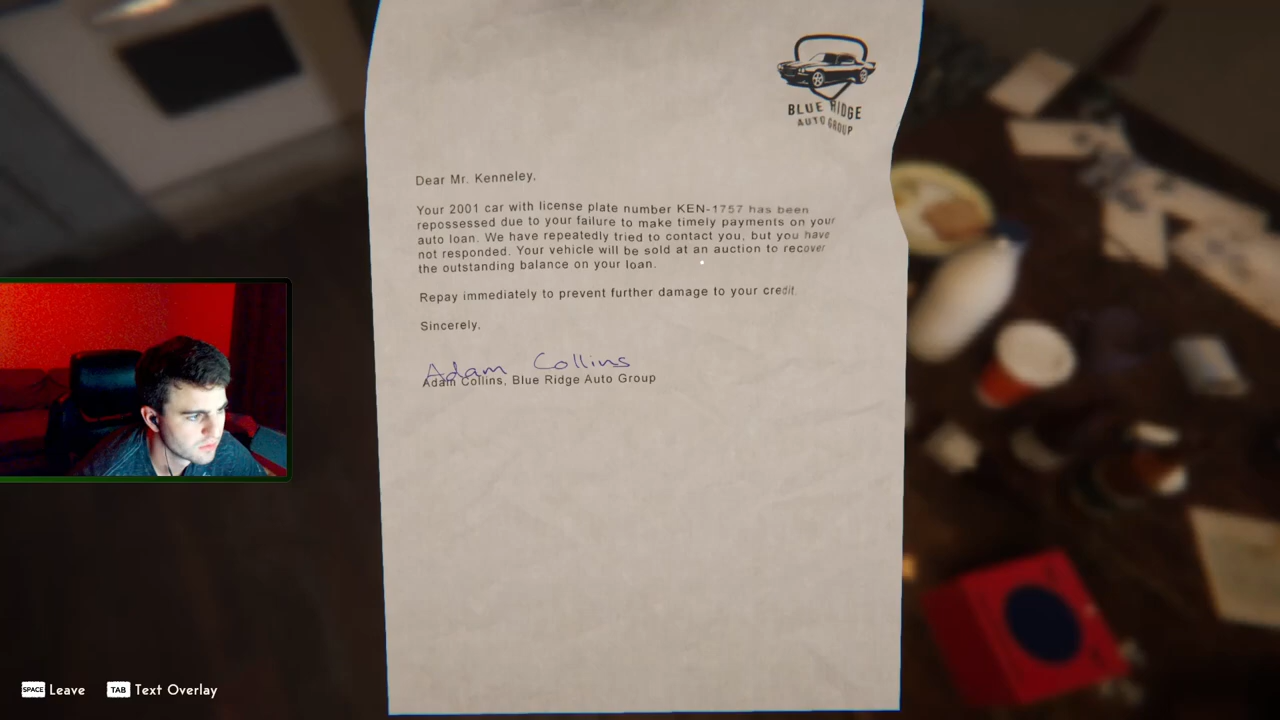 BLUE RIDGE
AUTO GROUP
Dear Mr. Kenneley,
Your 2001 car with license plate number KEN-1757 has been
repossessed due to your failure to make timely payments on your
auto loan. We have repeatedly tried to contact you, but you have
not responded. Your vehicle will be sold at an auction to recover
the outstanding balance on your loan.
Repay immediately to prevent further damage to your credit.
Sincerely,
Adam Collins
Adam Collins, Blue Ridge Auto Group
SPACE Leave TAB Text Overlay